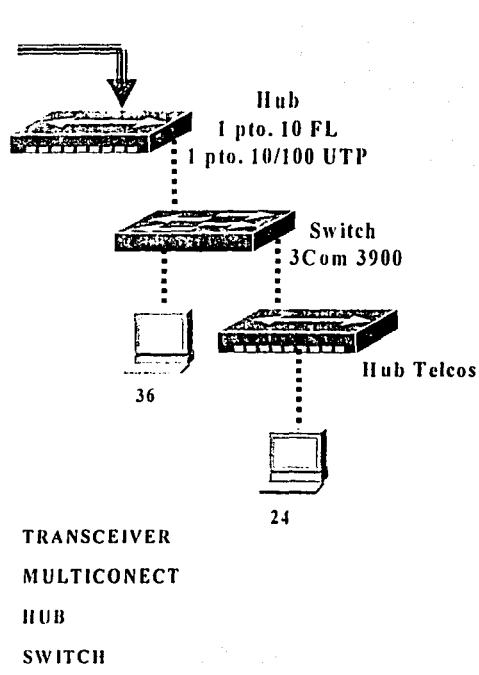 Hub
1 pto. 10 FL
1 pto. 10/100 UTP
Switch
3Com 3900
Hub Telcos
36
24
TRANSCEIVER
MULTICONECT
HUB
SWITCH